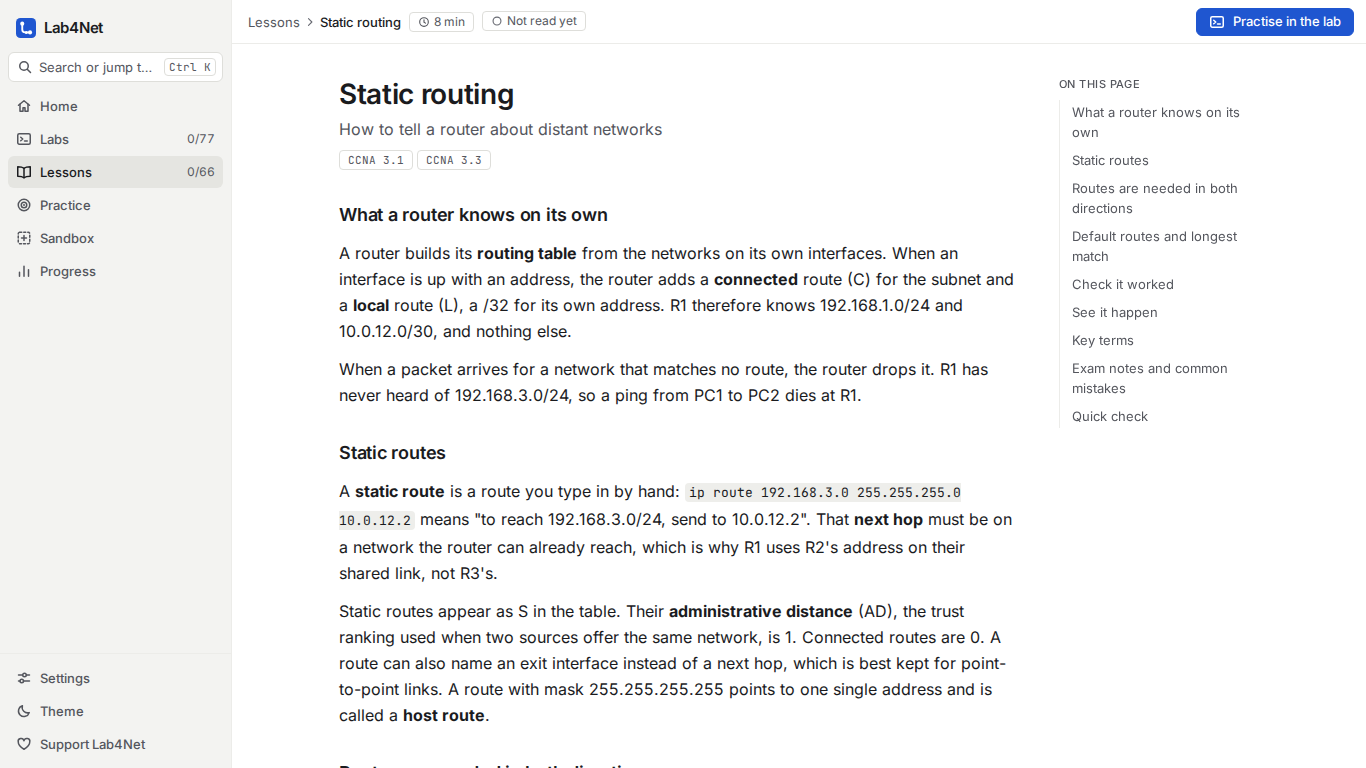 Lab4Net
Search or jump t... Ctrl K
Home
Labs 0/77
Lessons 0/66
Practice
Sandbox
Progress
Settings
Theme
Support Lab4Net
Lessons > Static routing 8 min Not read yet
Practise in the lab
Static routing
How to tell a router about distant networks
CCNA 3.1 CCNA 3.3
What a router knows on its own
A router builds its routing table from the networks on its own interfaces. When an
interface is up with an address, the router adds a connected route (C) for the subnet and
a local route (L), a /32 for its own address. R1 therefore knows 192.168.1.0/24 and
10.0.12.0/30, and nothing else.
When a packet arrives for a network that matches no route, the router drops it. R1 has
never heard of 192.168.3.0/24, so a ping from PC1 to PC2 dies at R1.
Static routes
A static route is a route you type in by hand: ip route 192.168.3.0 255.255.255.0
10.0.12.2 means "to reach 192.168.3.0/24, send to 10.0.12.2". That next hop must be on
a network the router can already reach, which is why R1 uses R2's address on their
shared link, not R3's.
Static routes appear as S in the table. Their administrative distance (AD), the trust
ranking used when two sources offer the same network, is 1. Connected routes are 0. A
route can also name an exit interface instead of a next hop, which is best kept for point-
to-point links. A route with mask 255.255.255.255 points to one single address and is
called a host route.
ON THIS PAGE
What a router knows on its
own
Static routes
Routes are needed in both
directions
Default routes and longest
match
Check it worked
See it happen
Key terms
Exam notes and common
mistakes
Quick check